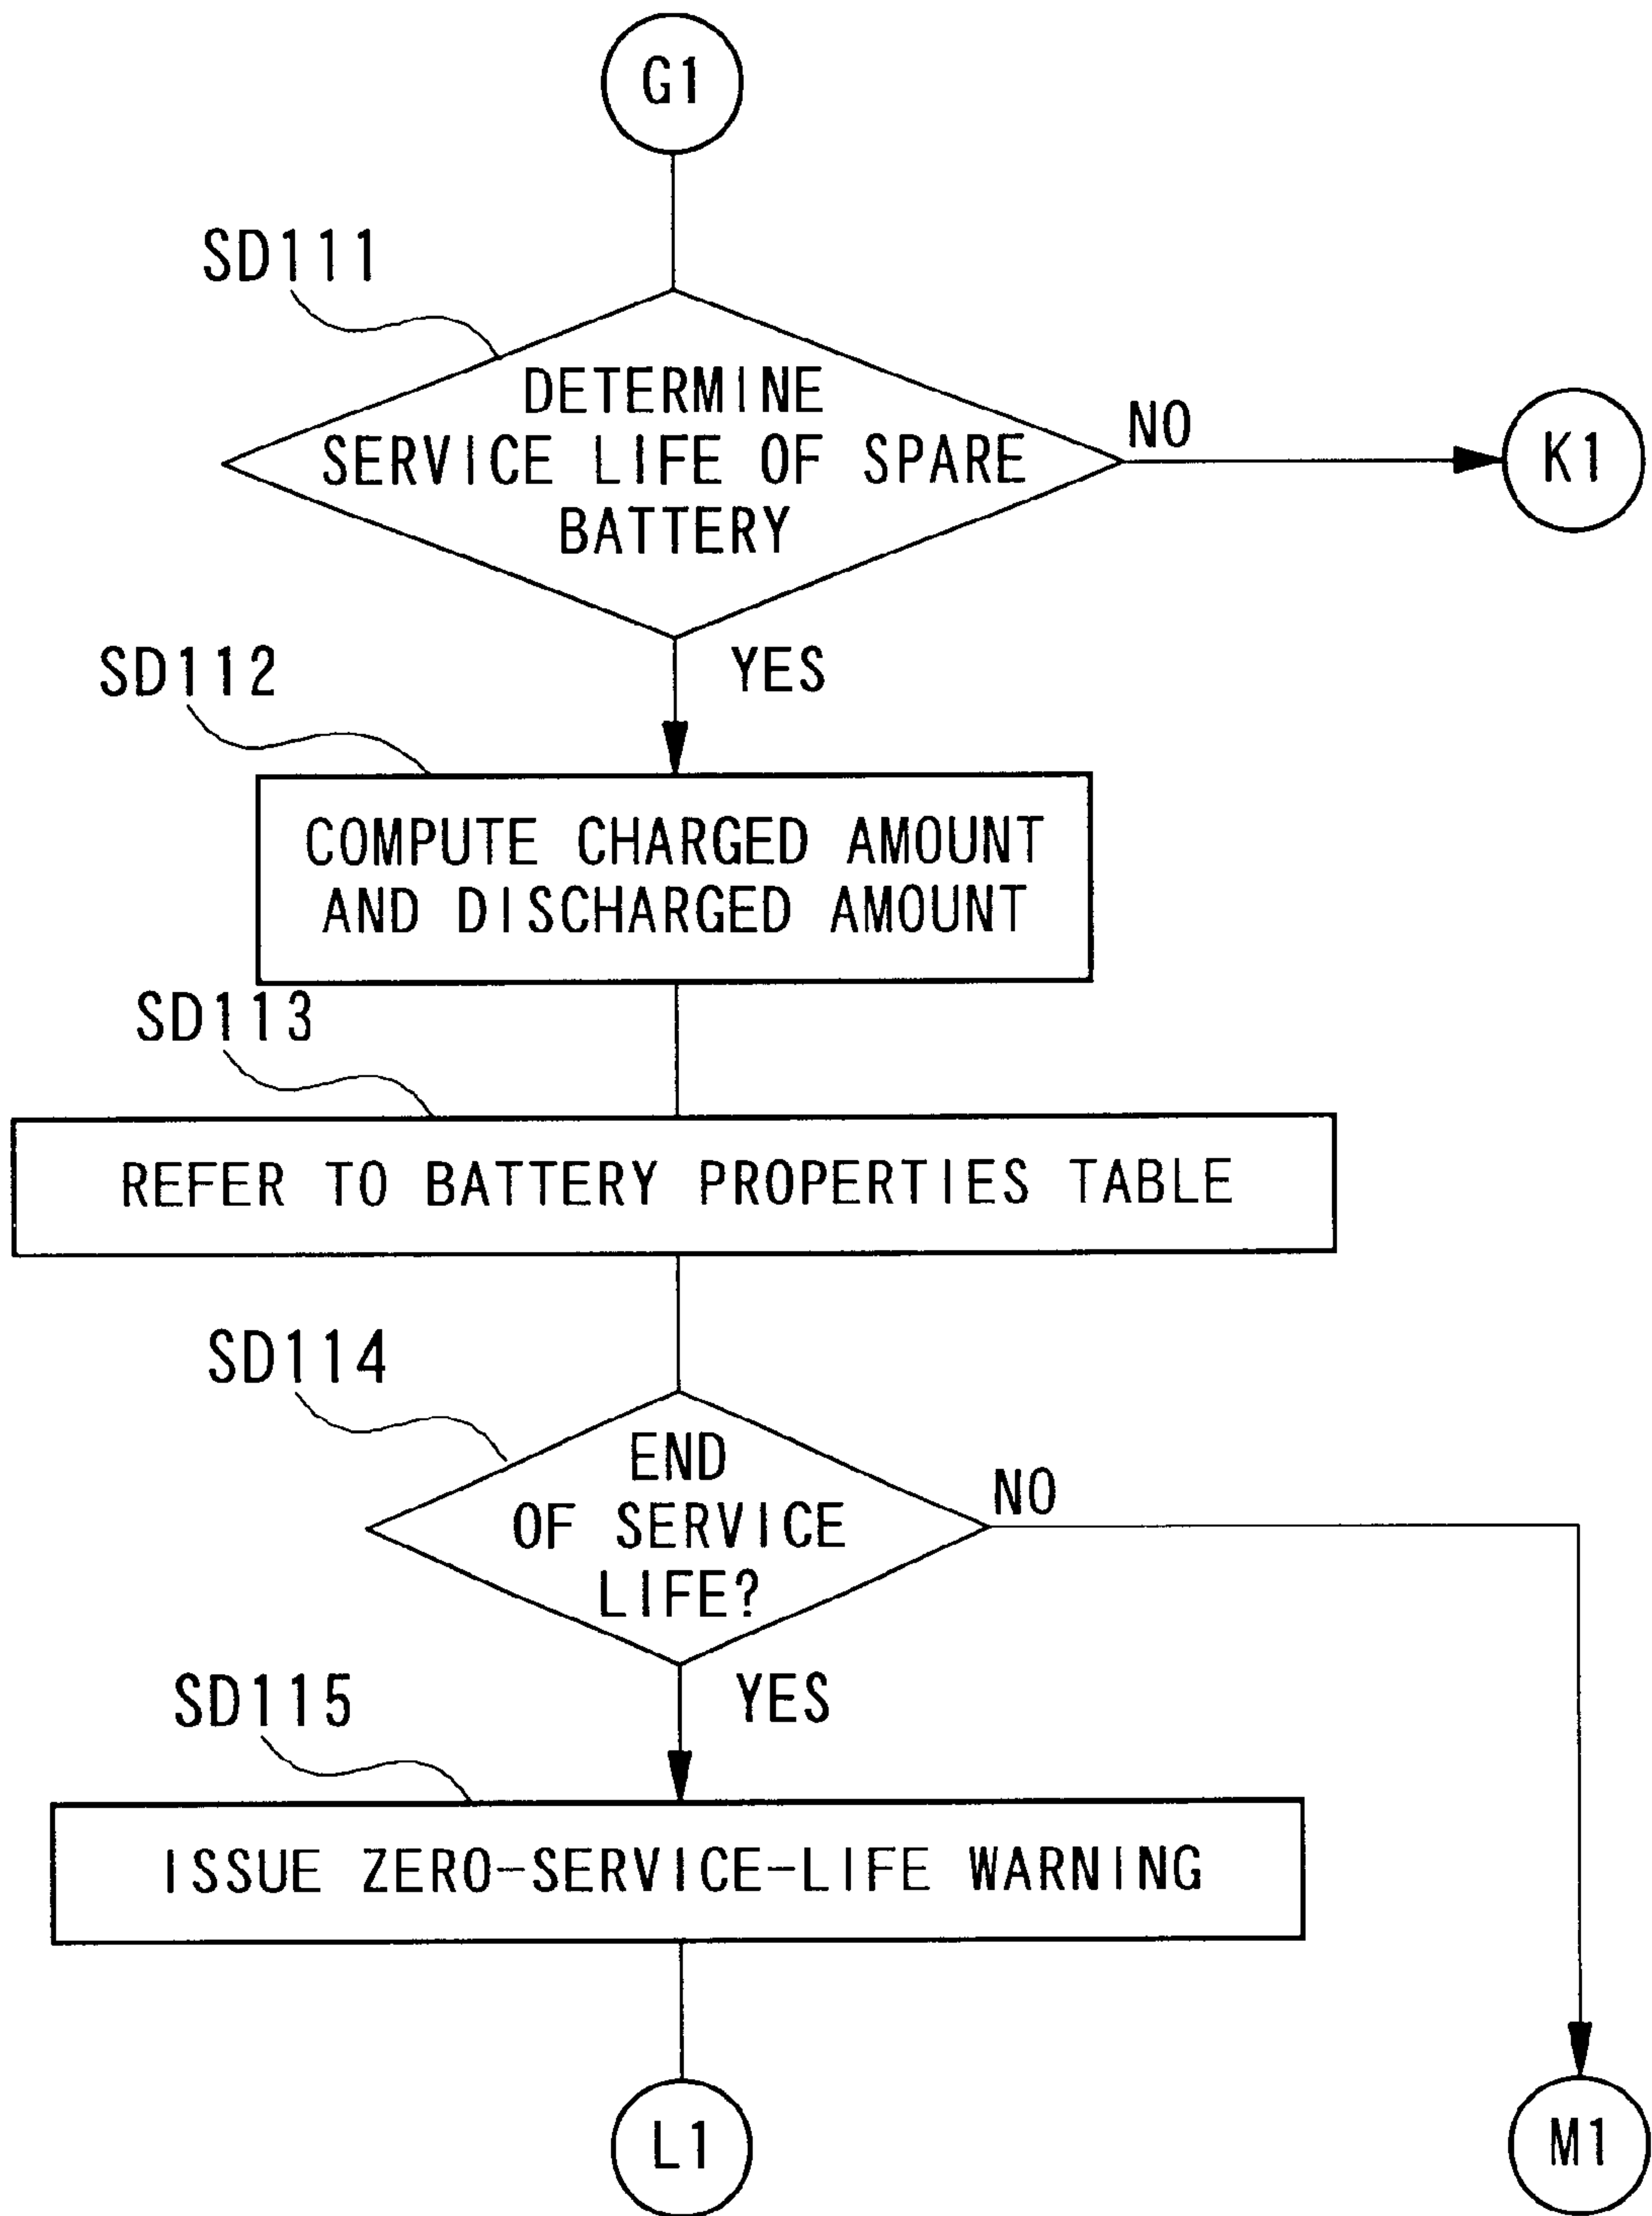 G1
SD111
DETERMINE
SERVICE LIFE OF SPARE
BATTERY
NO
K1
YES
SD112
COMPUTE CHARGED AMOUNT
AND DISCHARGED AMOUNT
SD113
REFER TO BATTERY PROPERTIES TABLE
SD114
END
OF SERVICE
LIFE?
NO
YES
SD115
ISSUE ZERO-SERVICE-LIFE WARNING
L1
M1